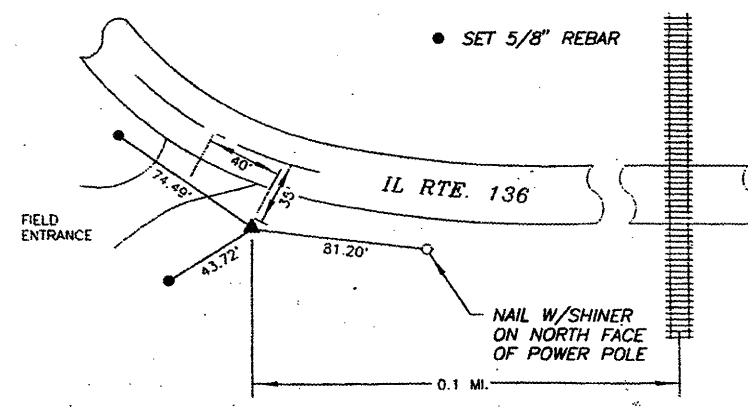 SET 5/8" REBAR
40'
74.49'
35'
IL RTE. 136
FIELD
ENTRANCE
43.72'
81.20'
NAIL W/SHINER
ON NORTH FACE
OF POWER POLE
0.1 MI.